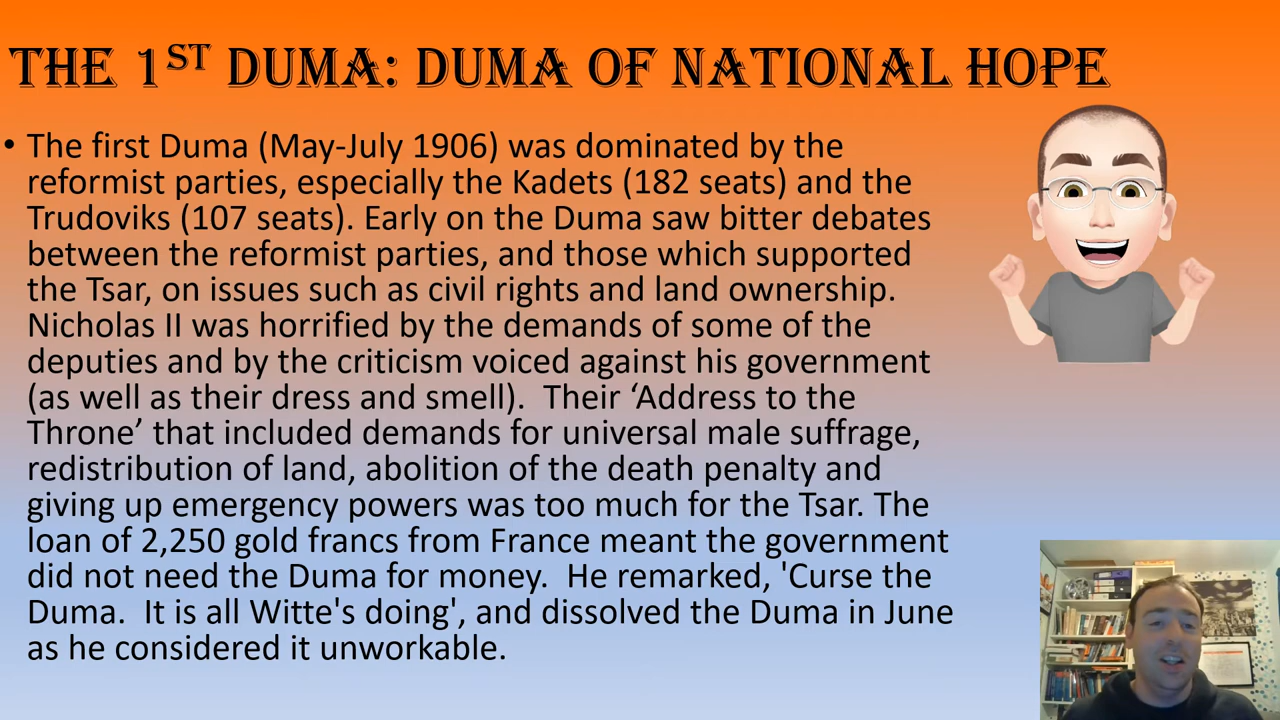 THE 1ST DUMA: DUMA OF NATIONAL HOPE
• The first Duma (May-July 1906) was dominated by the
reformist parties, especially the Kadets (182 seats) and the
Trudoviks (107 seats). Early on the Duma saw bitter debates
between the reformist parties, and those which supported
the Tsar, on issues such as civil rights and land ownership.
Nicholas II was horrified by the demands of some of the
deputies and by the criticism voiced against his government
(as well as their dress and smell).  Their ‘Address to the
Throne’ that included demands for universal male suffrage,
redistribution of land, abolition of the death penalty and
giving up emergency powers was too much for the Tsar. The
loan of 2,250 gold francs from France meant the government
did not need the Duma for money.  He remarked, 'Curse the
Duma.  It is all Witte's doing', and dissolved the Duma in June
as he considered it unworkable.